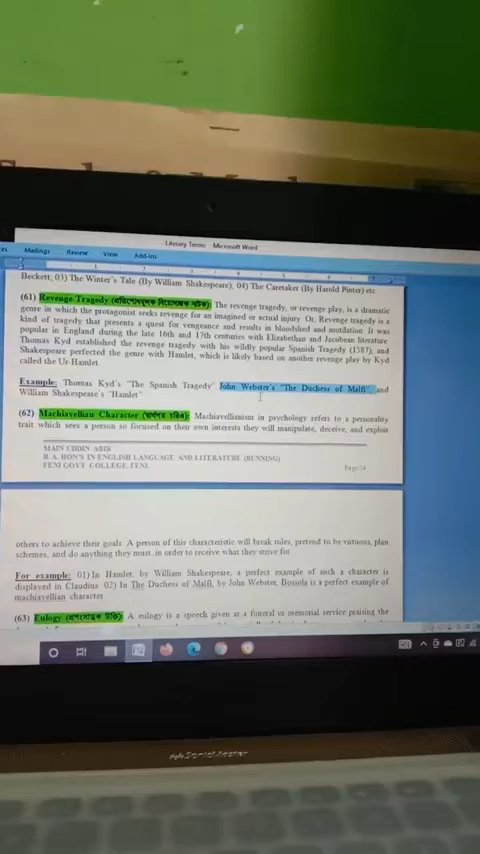 Literary Terms - Microsoft Word
Mailings Review View Add-ins
Beckett, 03) The Winter's Tale (By William Shakespeare), 04) The Caretaker (By Harold Pinter) etc.
(61) Revenge Tragedy (প্রতিশোধমূলক বিয়োগান্তক নাটক): The revenge tragedy, or revenge play, is a dramatic
genre in which the protagonist seeks revenge for an imagined or actual injury. Or, Revenge tragedy is a
kind of tragedy that presents a quest for vengeance and results in bloodshed and mutilation. It was
popular in England during the late 16th and 17th centuries with Elizabethan and Jacobean literature.
Thomas Kyd established the revenge tragedy with his wildly popular Spanish Tragedy (1587), and
Shakespeare perfected the genre with Hamlet, which is likely based on another revenge play by Kyd
called the Ur-Hamlet.
Example: Thomas Kyd's "The Spanish Tragedy" John Webster's "The Duchess of Malfi", and
William Shakespeare's "Hamlet"
(62) Machiavellian Character (স্বার্থপর চরিত্র) Machiavellianism in psychology refers to a personality
trait which sees a person so focused on their own interests they will manipulate, deceive, and exploit
MAIN UDDIN ABIR
B. A. HON'S IN ENGLISH LANGUAGE AND LITERATURE (RUNNING)
FENI GOVT. COLLEGE, FENI.
Page24
others to achieve their goals. A person of this characteristic will break rules, pretend to be virtuous, plan
schemes, and do anything they must, in order to receive what they strive for.
For example: 01) In Hamlet, by William Shakespeare, a perfect example of such a character is
displayed in Claudius. 02) In The Duchess of Malfi, by John Webster, Bosola is a perfect example of
machiavellian character
(63) Eulogy (প্রশংসাসূচক উক্তি) A eulogy is a speech given at a funeral or memorial service praising the